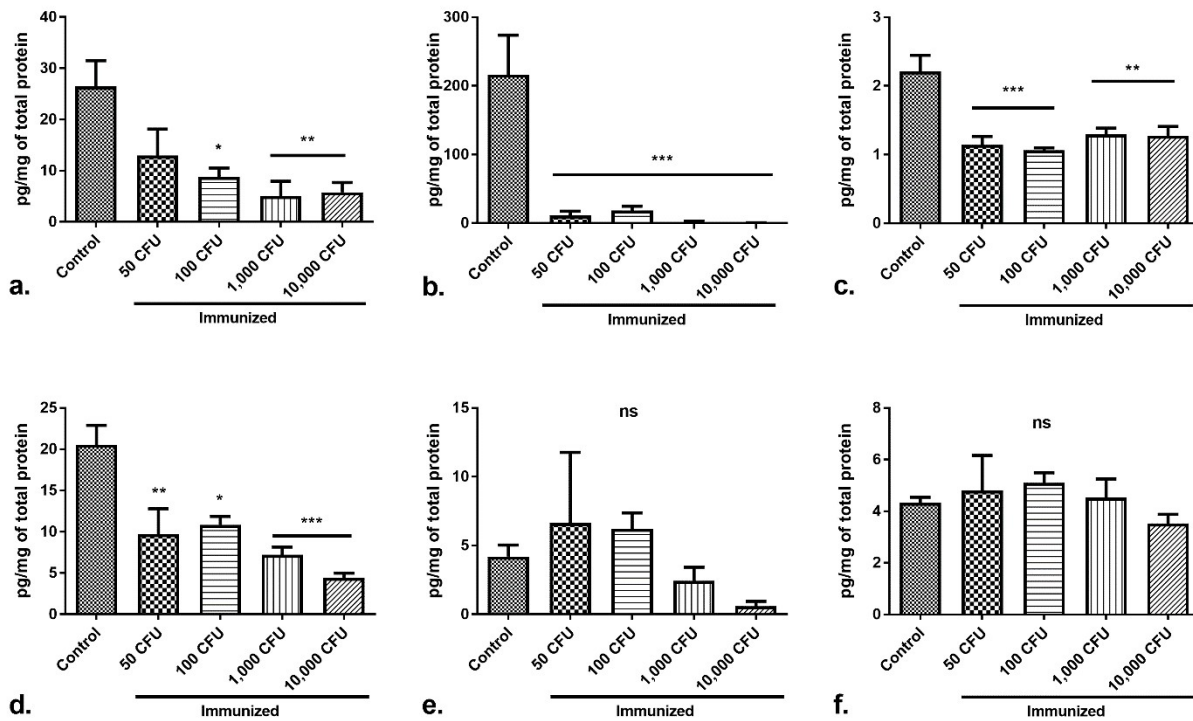 pg/mg of total protein
40
30
20
10
0
*
**
Control
50 CFU
100 CFU
1,000 CFU
10,000 CFU
Immunized
a.
pg/mg of total protein
300
200
100
0
***
Control
50 CFU
100 CFU
1,000 CFU
10,000 CFU
Immunized
b.
pg/mg of total protein
3
2
1
0
***
**
Control
50 CFU
100 CFU
1,000 CFU
10,000 CFU
Immunized
c.
pg/mg of total protein
25
20
15
10
5
0
**
*
***
Control
50 CFU
100 CFU
1,000 CFU
10,000 CFU
Immunized
d.
pg/mg of total protein
15
10
5
0
ns
Control
50 CFU
100 CFU
1,000 CFU
10,000 CFU
Immunized
e.
pg/mg of total protein
8
6
4
2
0
ns
Control
50 CFU
100 CFU
1,000 CFU
10,000 CFU
Immunized
f.